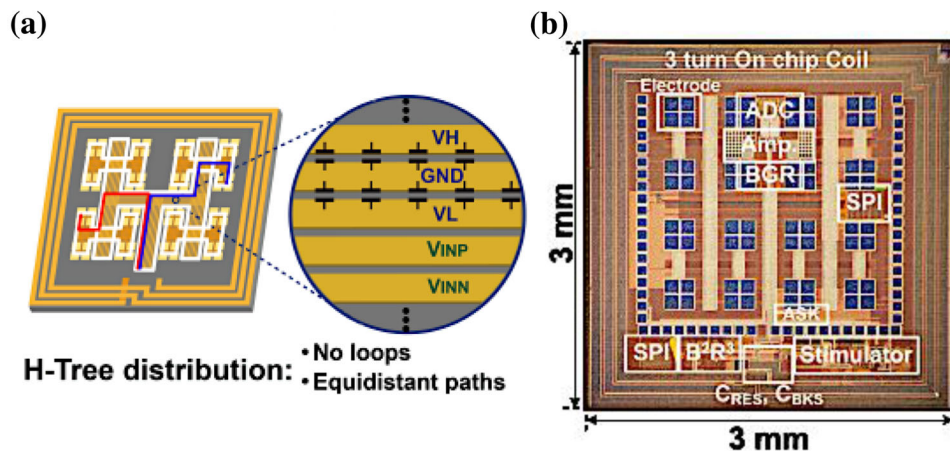 (a)
VH
GND
VL
VINP
VINN
H-Tree distribution:
• No loops
• Equidistant paths
(b)
3 turn On chip Coil
Electrode
ADC
Amp.
BGR
SPI
ASK
SPI
B²R³
Stimulator
CRES, CBKS
3 mm
3 mm